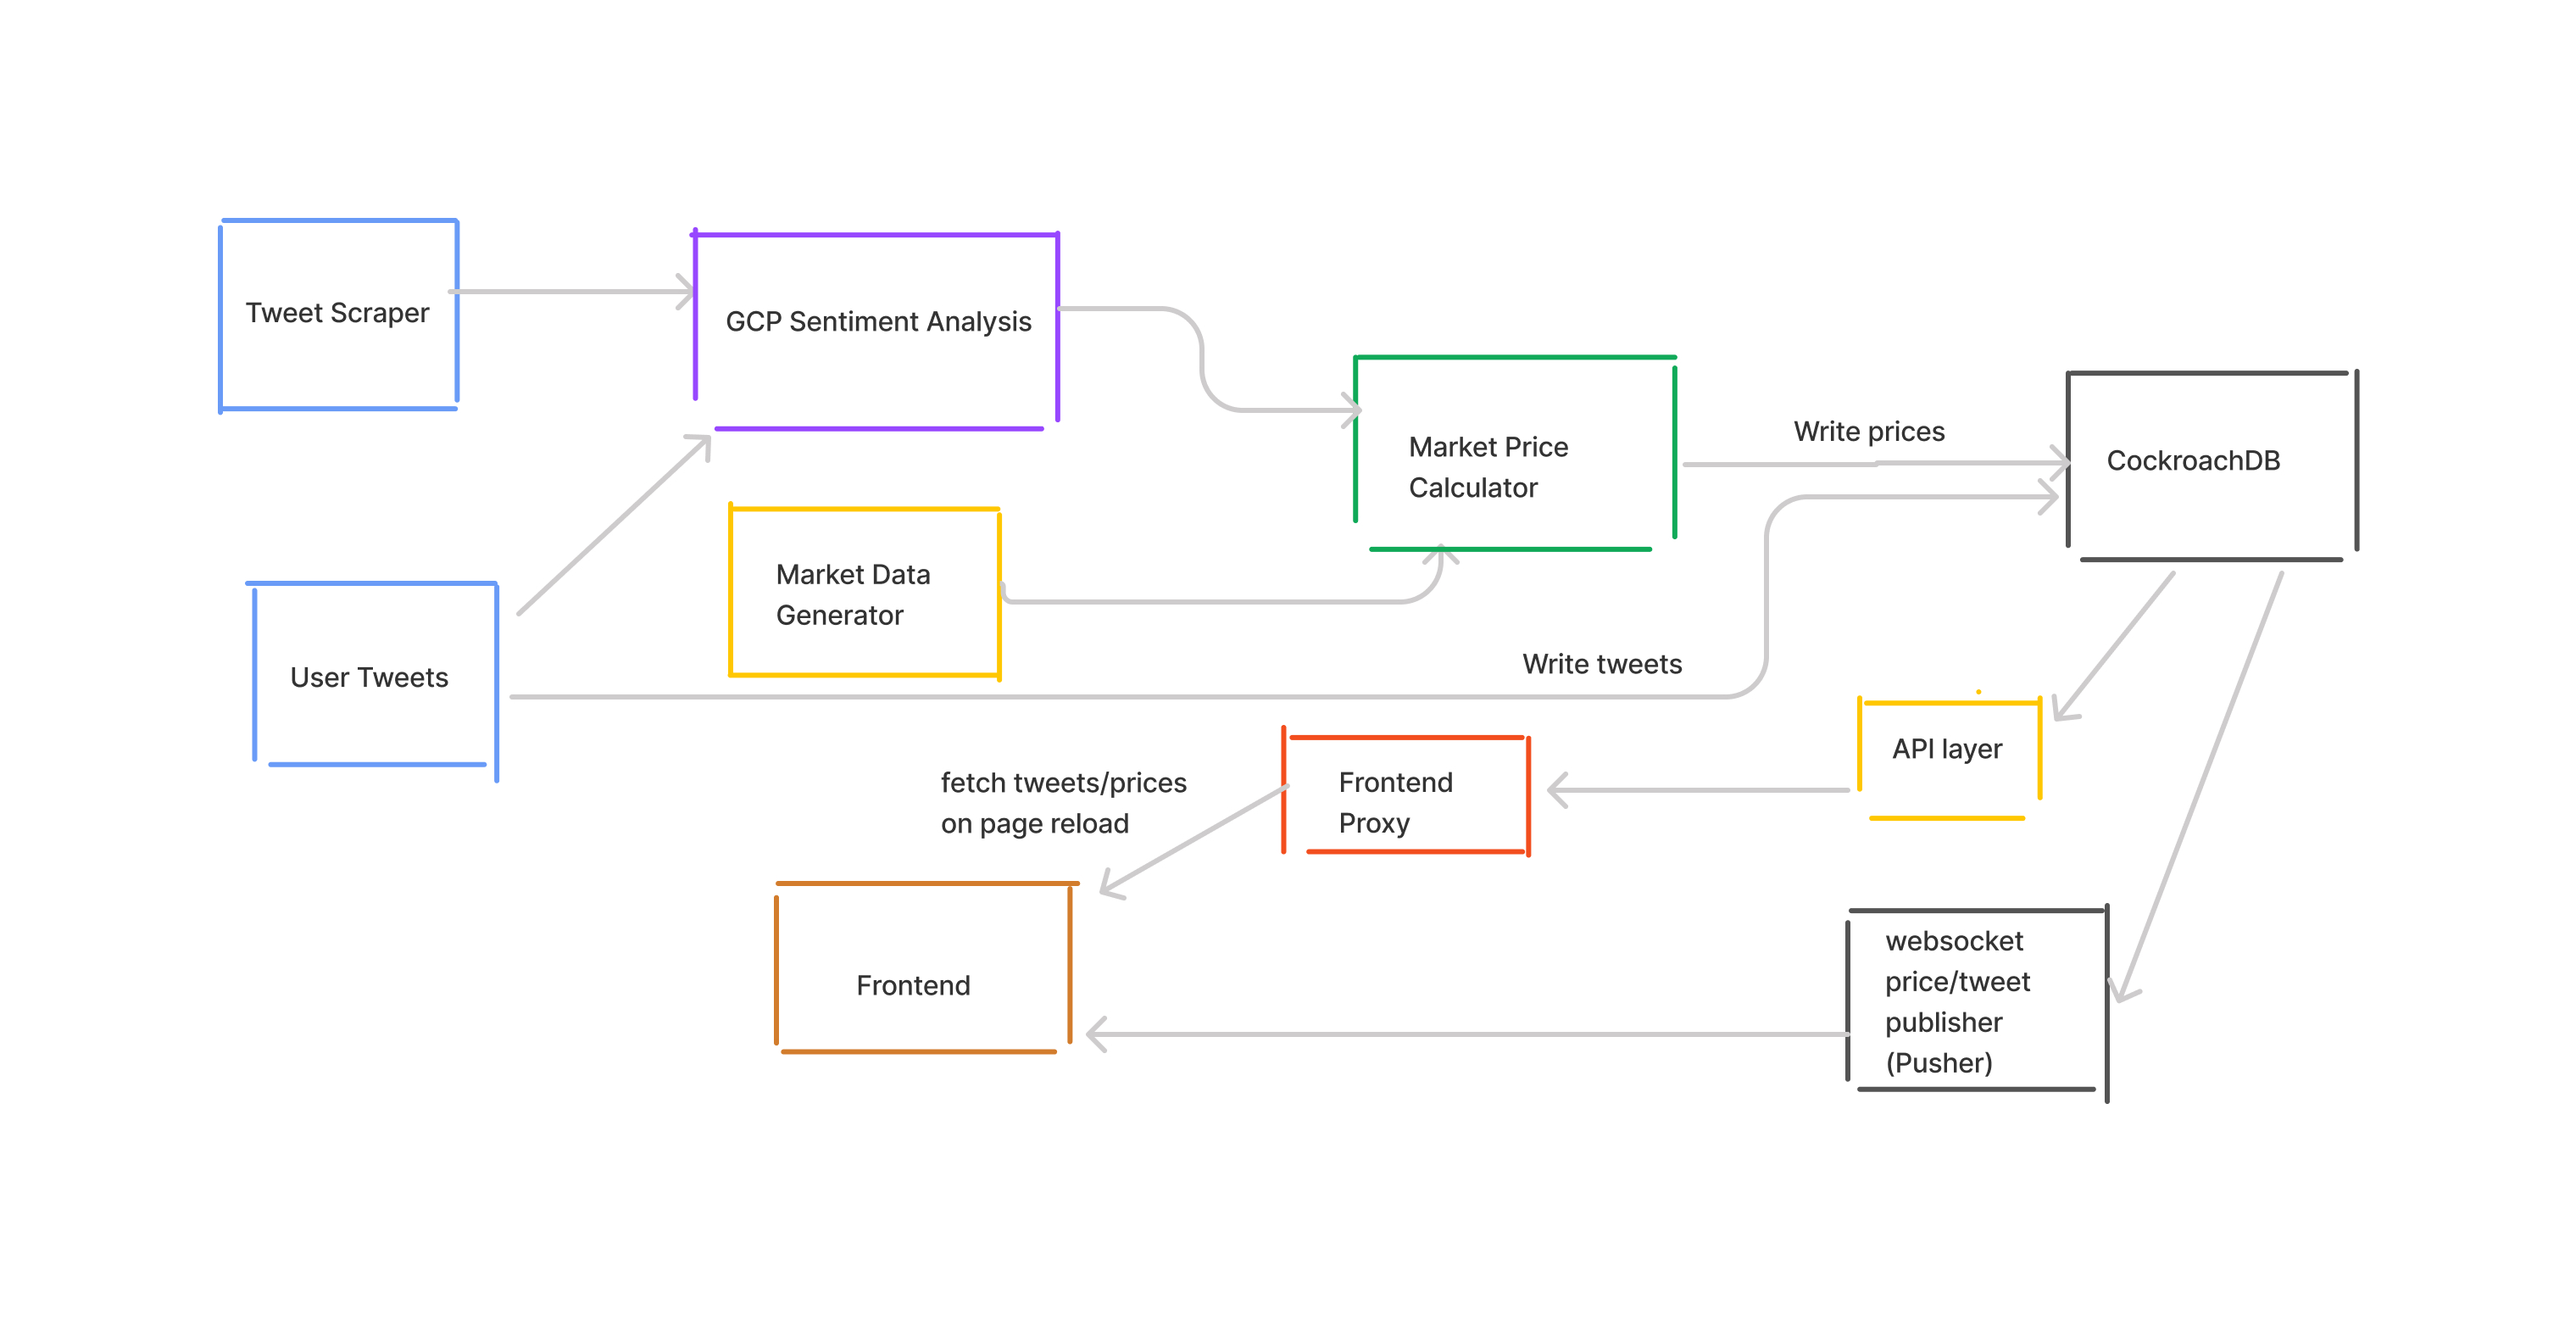 Tweet Scraper
GCP Sentiment Analysis
Market Price
Calculator
Write prices
CockroachDB
Market Data
Generator
User Tweets
Write tweets
API layer
Frontend
Proxy
fetch tweets/prices
on page reload
Frontend
websocket
price/tweet
publisher
(Pusher)